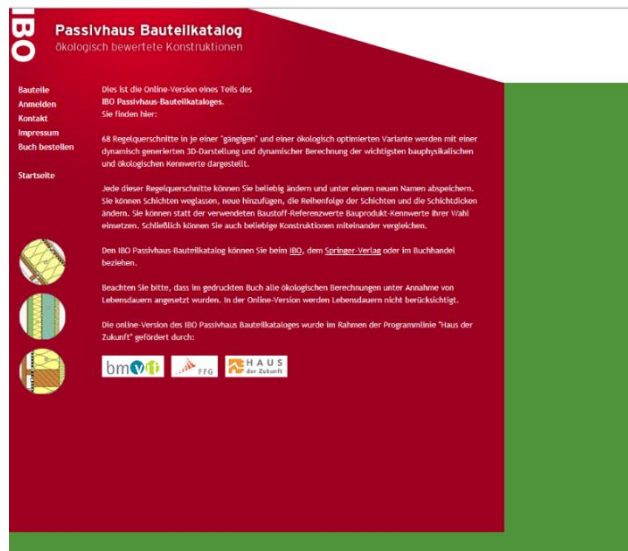 IBO
Passivhaus Bauteilkatalog
ökologisch bewertete Konstruktionen
Bauteile
Anmelden
Kontakt
Impressum
Buch bestellen
Startseite
Dies ist die Online-Version eines Teils des
IBO Passivhaus-Bauteilkataloges.
Sie finden hier:
68 Regelquerschnitte in je einer "gängigen" und einer ökologisch optimierten Variante werden mit einer
dynamisch generierten 3D-Darstellung und dynamischer Berechnung der wichtigsten bauphysikalischen
und ökologischen Kennwerte dargestellt.
Jede dieser Regelquerschnitte können Sie beliebig ändern und unter einem neuen Namen abspeichern.
Sie können Schichten weglassen, neue hinzufügen, die Reihenfolge der Schichten und die Schichtdicken
ändern. Sie können statt der verwendeten Baustoff-Referenzwerte Bauprodukt-Kennwerte Ihrer Wahl
einsetzen. Schließlich können Sie auch beliebige Konstruktionen miteinander vergleichen.
Den IBO Passivhaus-Bauteilkatalog können Sie beim IBO, dem Springer-Verlag oder im Buchhandel
beziehen.
Beachten Sie bitte, dass im gedruckten Buch alle ökologischen Berechnungen unter Annahme von
Lebensdauern angesetzt wurden. In der Online-Version werden Lebensdauern nicht berücksichtigt.
Die online-Version des IBO Passivhaus Bauteilkataloges wurde im Rahmen der Programmlinie "Haus der
Zukunft" gefördert durch:
bmvit
FFG
HAUS
der Zukunft